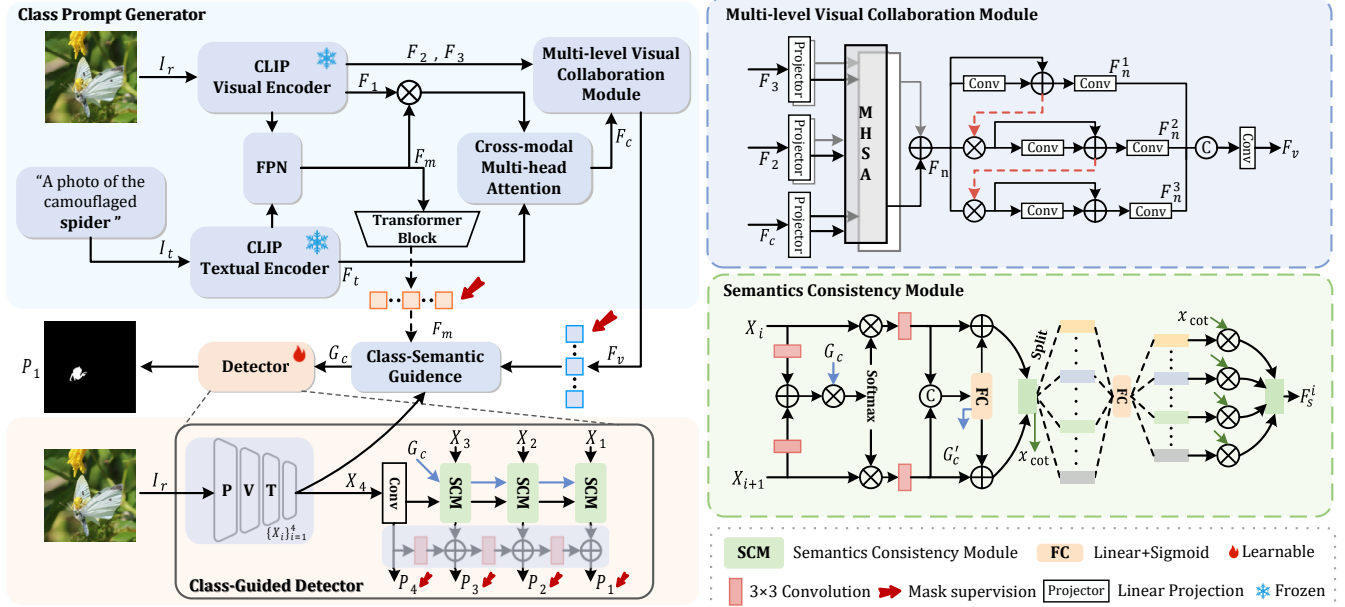 Class Prompt Generator
I_r
CLIP
Visual Encoder
F_2 , F_3
F_1
Multi-level Visual
Collaboration
Module
FPN
F_m
Cross-modal
Multi-head
Attention
F_c
“A photo of the
camouflaged
spider ”
I_t
CLIP
Textual Encoder
F_t
Transformer
Block
F_m
P_1
Detector
G_c
Class-Semantic
Guidence
F_v
I_r
P V T
{X_i}_{i=1}^4
X_4
Conv
G_c
X_3
X_2
X_1
SCM
SCM
SCM
P_4
P_3
P_2
P_1
Class-Guided Detector
Multi-level Visual Collaboration Module
F_3
Projector
F_2
Projector
F_c
Projector
MHSA
F_n
Conv
Conv
F_n^1
Conv
Conv
F_n^2
Conv
Conv
F_n^3
C
Conv
F_v
Semantics Consistency Module
X_i
G_c
Softmax
X_{i+1}
C
FC
G_c'
x_cot
Split
FC
x_cot
F_s^i
SCM
Semantics Consistency Module
FC
Linear+Sigmoid
Learnable
3×3 Convolution
Mask supervision
Projector
Linear Projection
Frozen